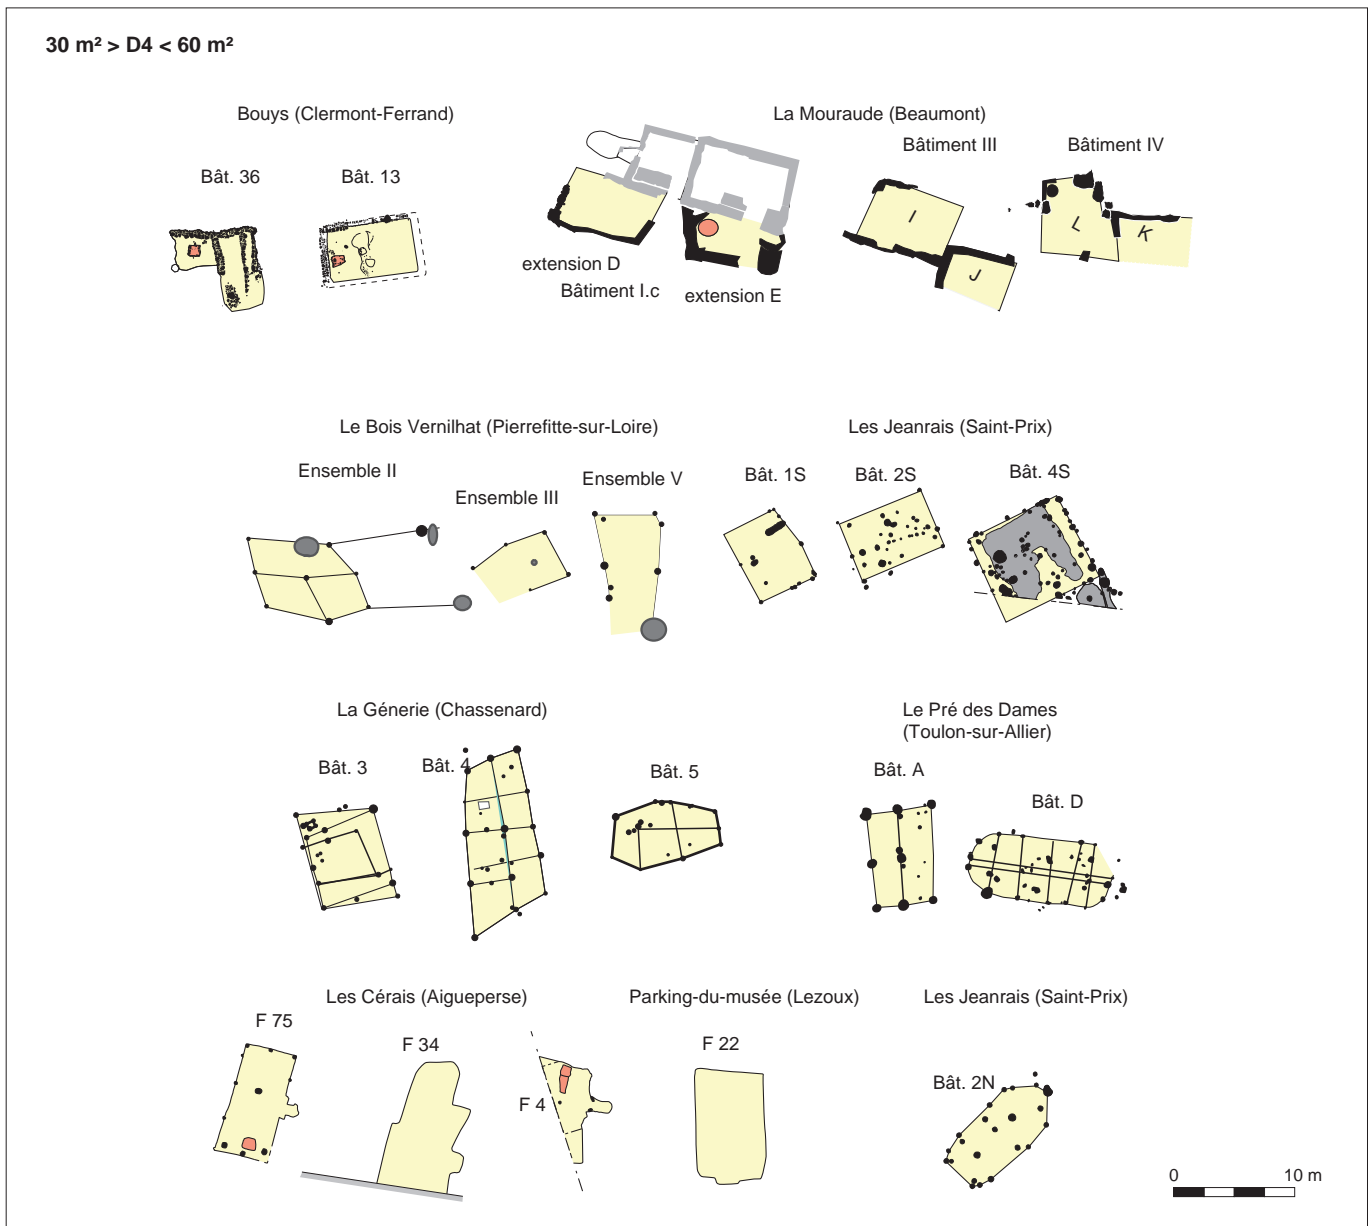 30 m² > D4 < 60 m²
Bouys (Clermont-Ferrand)
La Mouraude (Beaumont)
Bâtiment III
Bâtiment IV
Bât. 36
Bât. 13
I
J
L
K
extension D
Bâtiment I.c
extension E
Le Bois Vernilhat (Pierrefitte-sur-Loire)
Les Jeanrais (Saint-Prix)
Ensemble II
Ensemble III
Ensemble V
Bât. 1S
Bât. 2S
Bât. 4S
La Génerie (Chassenard)
Le Pré des Dames
(Toulon-sur-Allier)
Bât. 3
Bât. 4
Bât. 5
Bât. A
Bât. D
Les Cérais (Aigueperse)
Parking-du-musée (Lezoux)
Les Jeanrais (Saint-Prix)
F 75
F 34
F 4
F 22
Bât. 2N
0 10 m